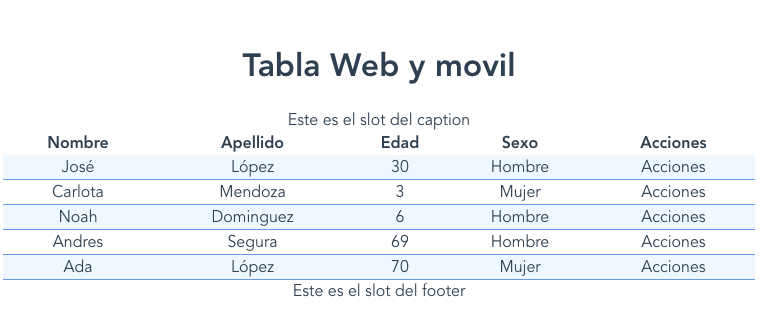 Tabla Web y movil
Este es el slot del caption
Nombre Apellido Edad Sexo Acciones
José López 30 Hombre Acciones
Carlota Mendoza 3 Mujer Acciones
Noah Dominguez 6 Hombre Acciones
Andres Segura 69 Hombre Acciones
Ada López 70 Mujer Acciones
Este es el slot del footer